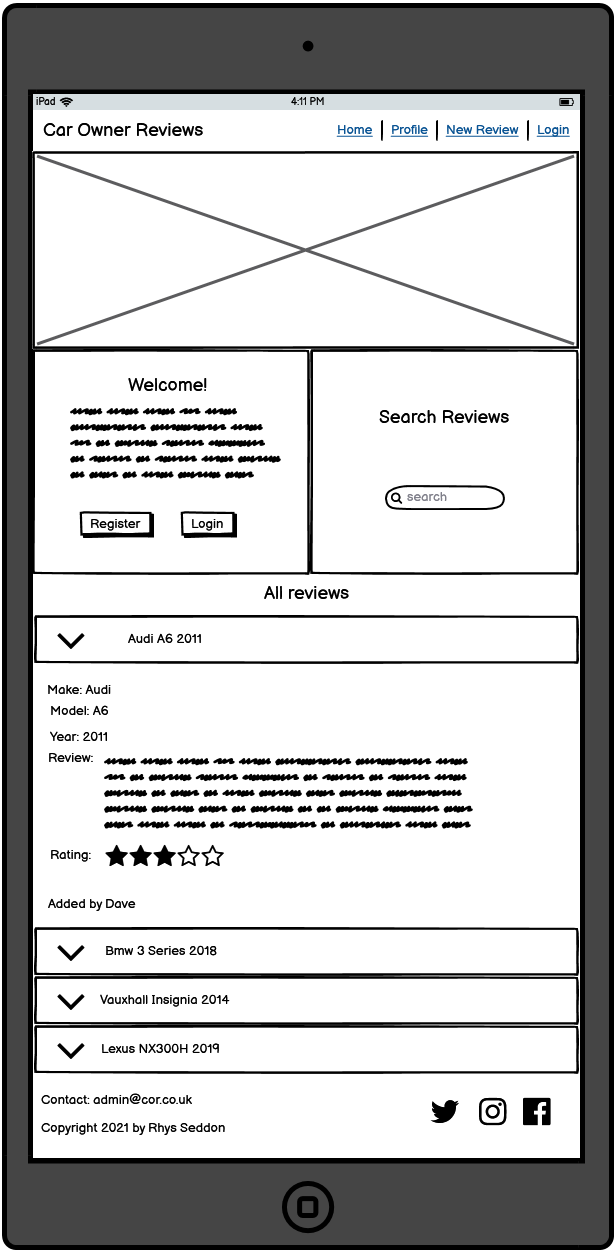 iPad 4:11 PM
Car Owner Reviews Home Profile New Review Login
Welcome!
Register Login
Search Reviews
search
All reviews
Audi A6 2011
Make: Audi
Model: A6
Year: 2011
Review:
Rating:
Added by Dave
Bmw 3 Series 2018
Vauxhall Insignia 2014
Lexus NX300H 2019
Contact: admin@cor.co.uk
Copyright 2021 by Rhys Seddon